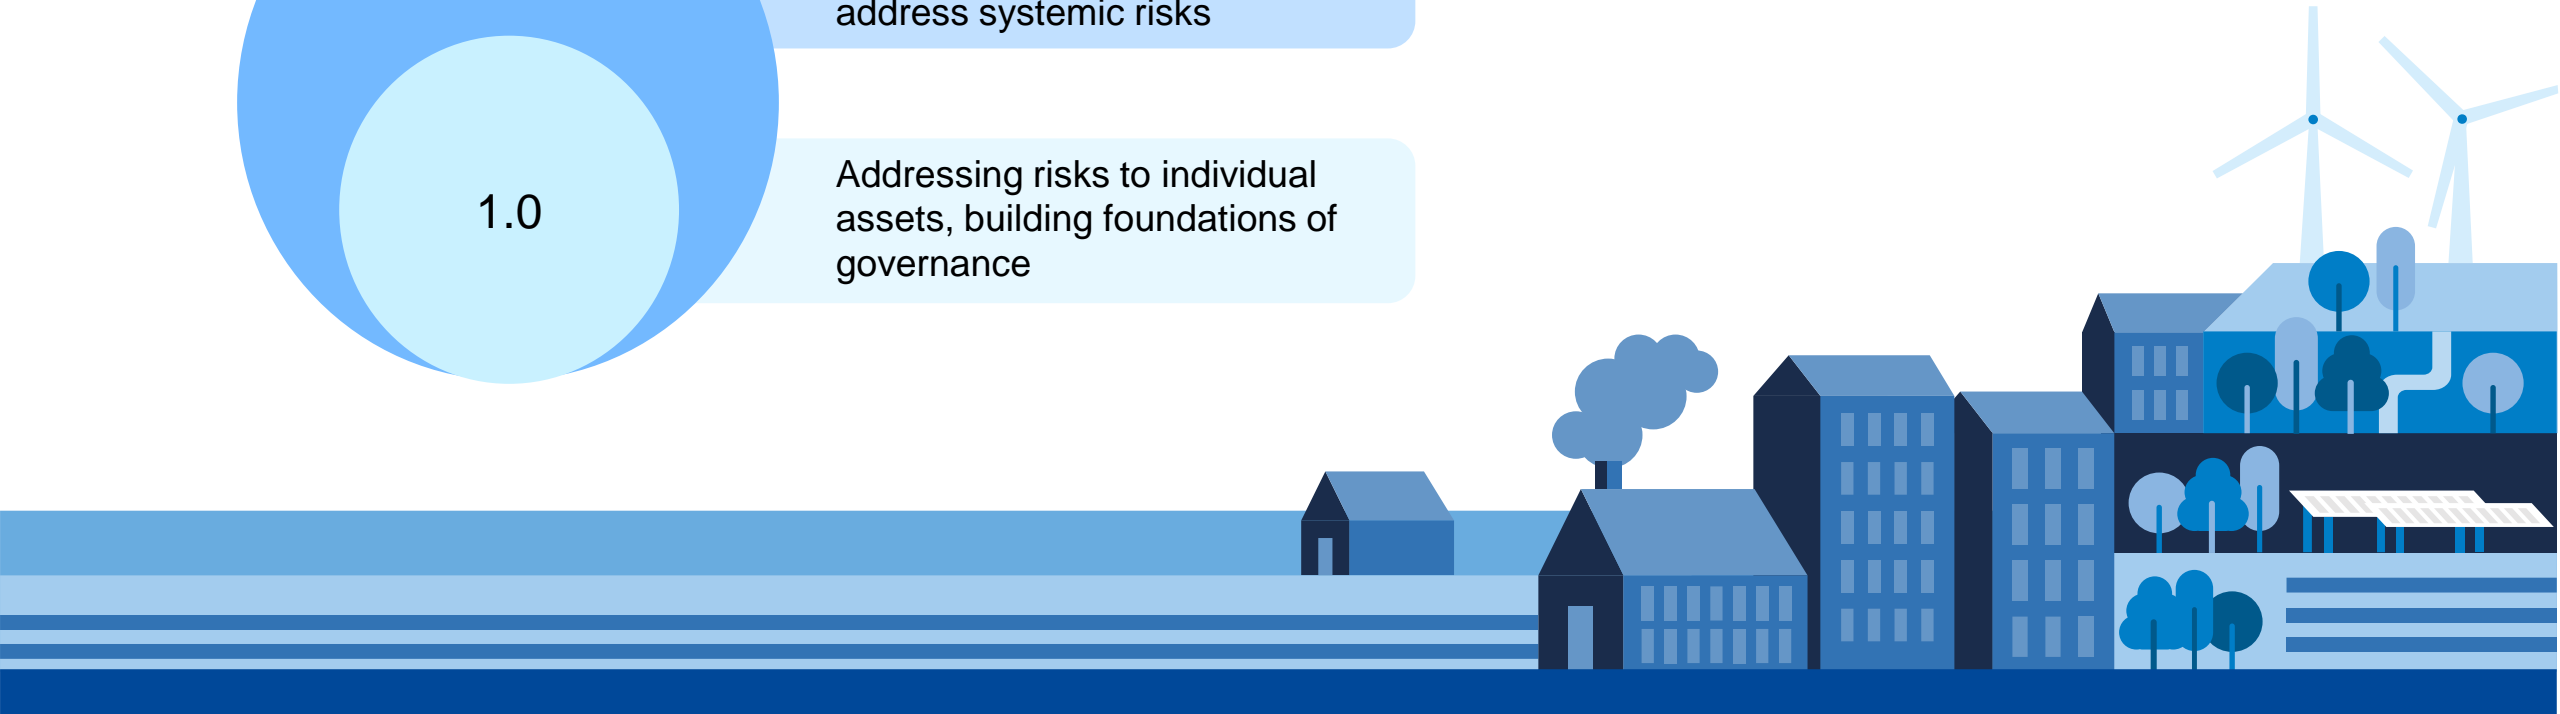 address systemic risks
1.0
Addressing risks to individual
assets, building foundations of
governance